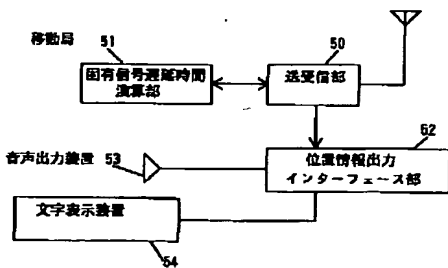 移動局
51
固有信号遅延時間
演算部
50
送受信部
音声出力装置 53
52
位置情報出力
インターフェース部
文字表示装置
54